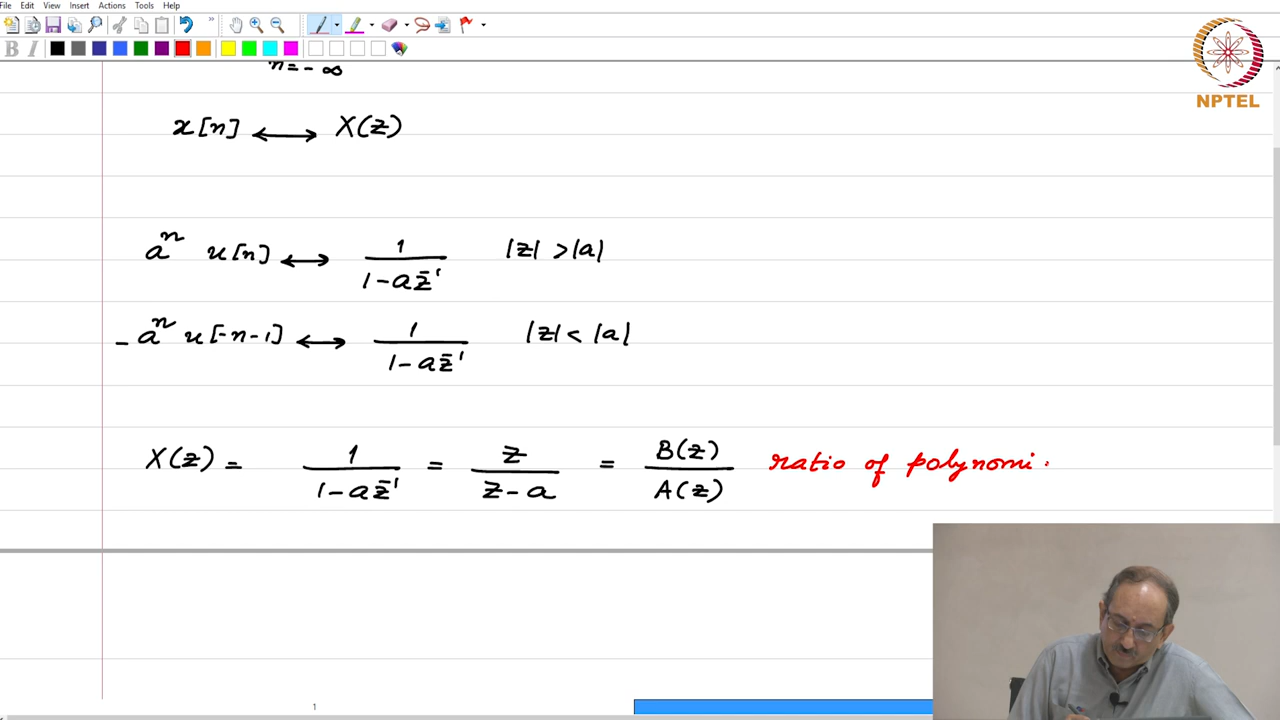 File Edit View Insert Actions Tools Help
B I
NPTEL
n = - ∞
x[n] ⟷ X(z)
aⁿ u[n] ⟷ 1/(1 - az⁻¹) |z| > |a|
- aⁿ u[-n-1] ⟷ 1/(1 - az⁻¹) |z| < |a|
X(z) = 1/(1 - az⁻¹) = z/(z - a) = B(z)/A(z) ratio of polynomi
1